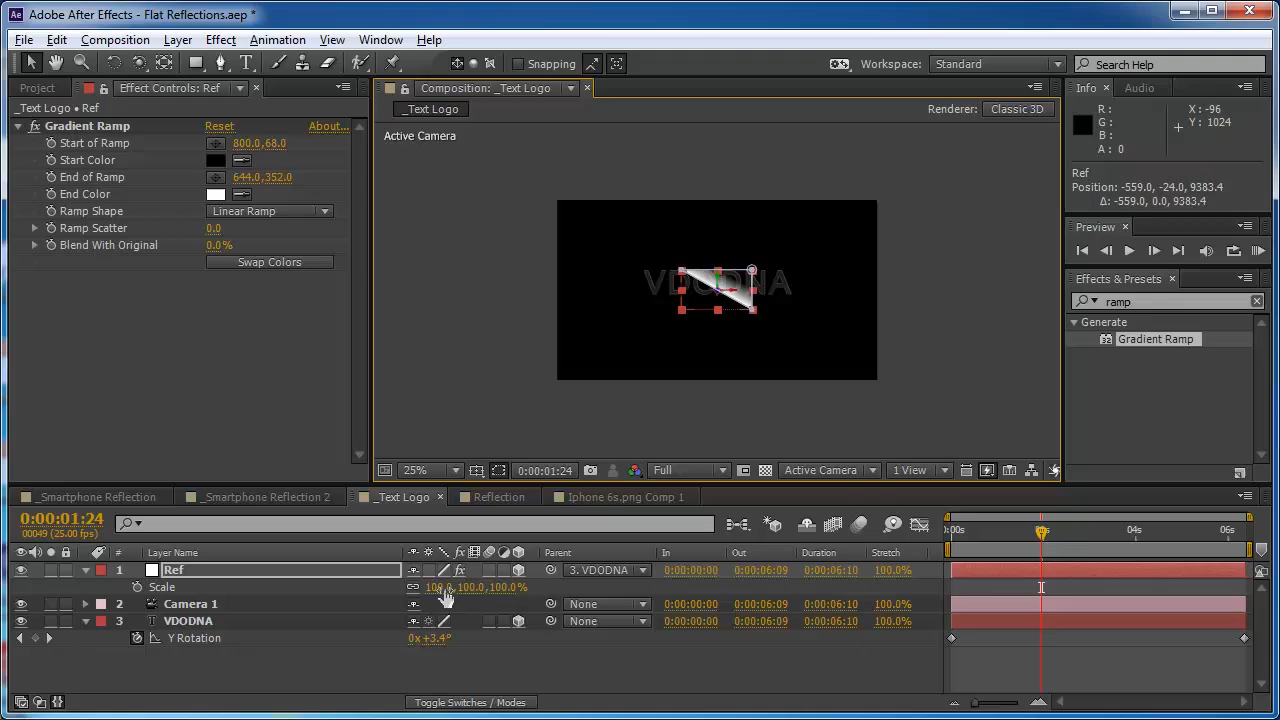 Adobe After Effects - Flat Reflections.aep *
File Edit Composition Layer Effect Animation View Window Help
Snapping
Workspace: Standard
Search Help
Project Effect Controls: Ref
Composition: _Text Logo
Info Audio
_Text Logo • Ref
_Text Logo
Renderer: Classic 3D
Gradient Ramp Reset About...
Active Camera
Start of Ramp 800.0,68.0
Start Color
End of Ramp 644.0,352.0
End Color
Ramp Shape Linear Ramp
Ramp Scatter 0.0
Blend With Original 0.0%
Swap Colors
R:
G:
B:
A: 0
X: -96
Y: 1024
Ref
Position: -559.0, -24.0, 9383.4
Δ: -559.0, 0.0, 9383.4
Preview
Effects & Presets
ramp
Generate
32 Gradient Ramp
VDODNA
25% 0:00:01:24 Full Active Camera 1 View
_Smartphone Reflection _Smartphone Reflection 2 _Text Logo Reflection Iphone 6s.png Comp 1
0:00:01:24
00049 (25.00 fps)
:00s 04s 06s
# Layer Name Parent In Out Duration Stretch
1 Ref 3. VDODNA 0:00:00:00 0:00:06:09 0:00:06:10 100.0%
Scale 100.0,100.0,100.0%
2 Camera 1 None 0:00:00:00 0:00:06:09 0:00:06:10 100.0%
3 T VDODNA None 0:00:00:00 0:00:06:09 0:00:06:10 100.0%
Y Rotation 0x+3.4°
Toggle Switches / Modes